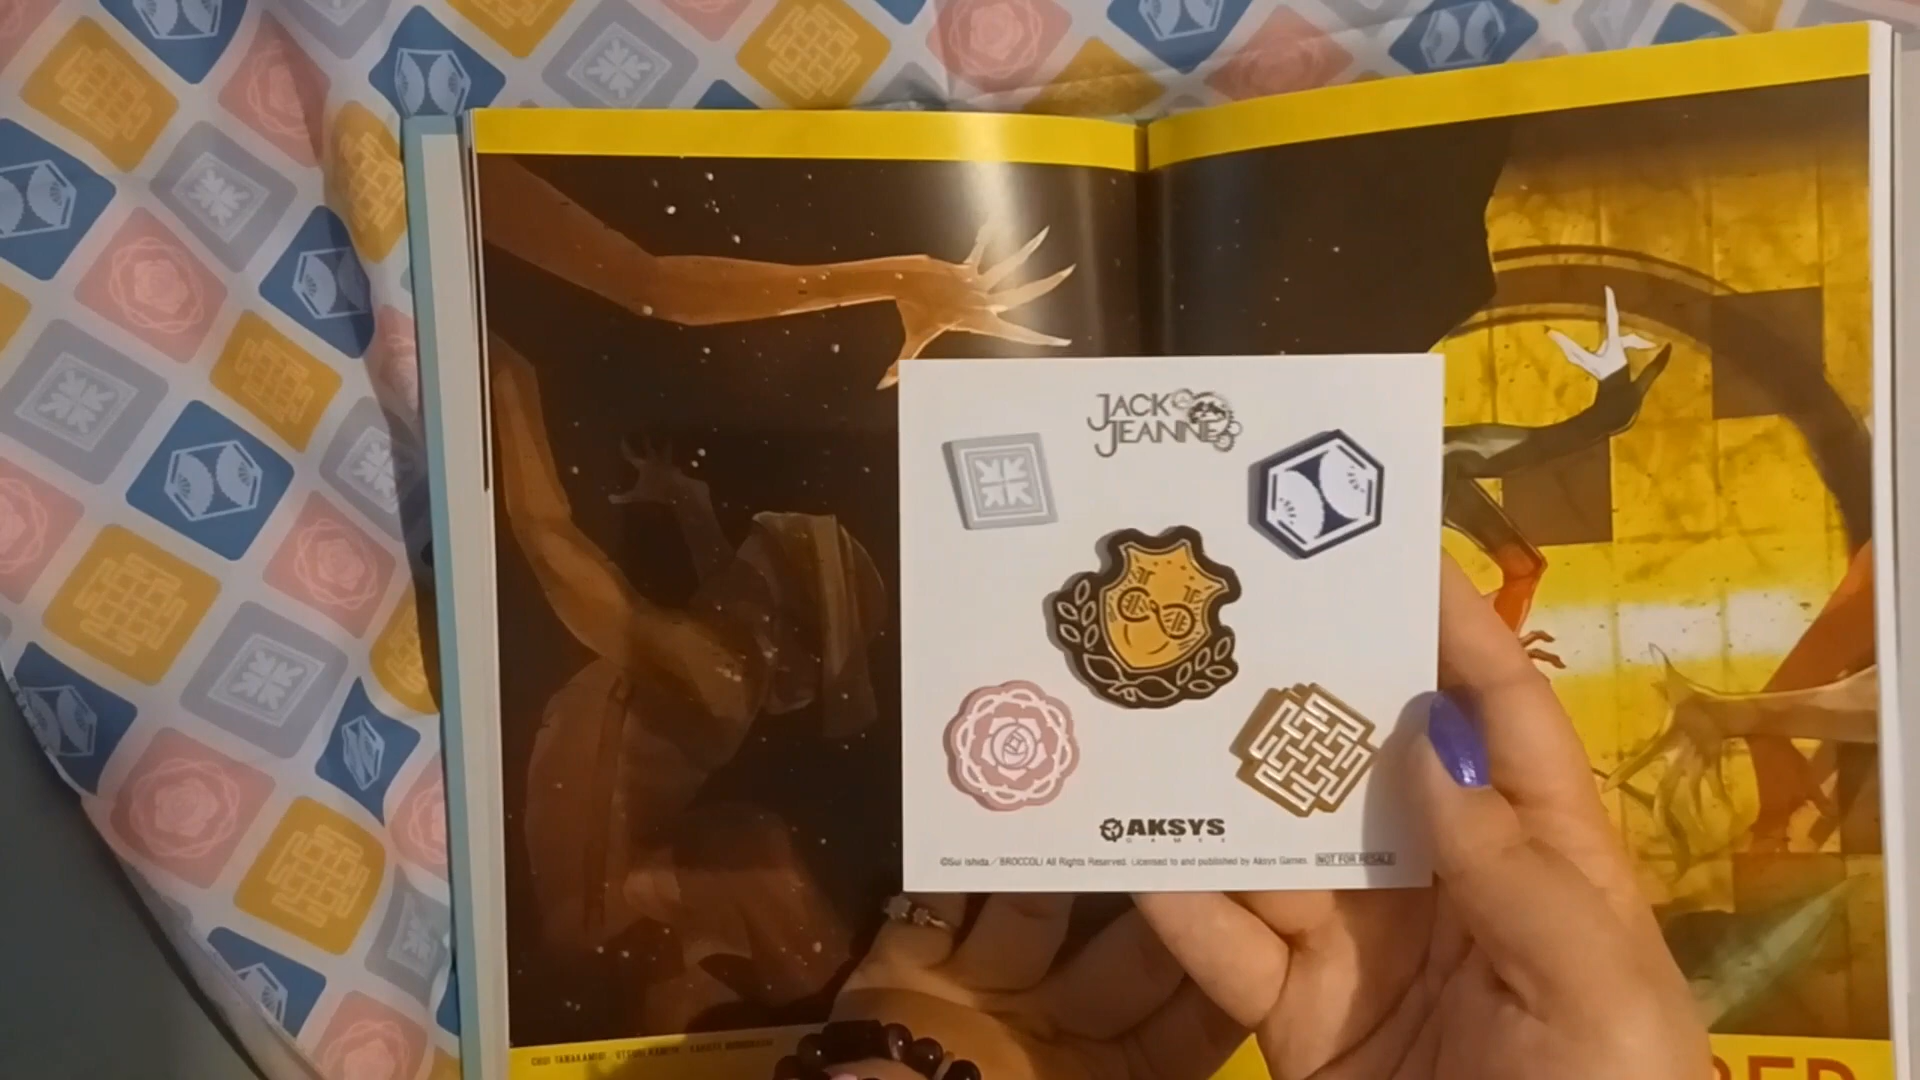 JACK
JEANNE
AKSYS
GAMES
©Sui Ishida／BROCCOLI All Rights Reserved. Licensed to and published by Aksys Games. NOT FOR RESALE